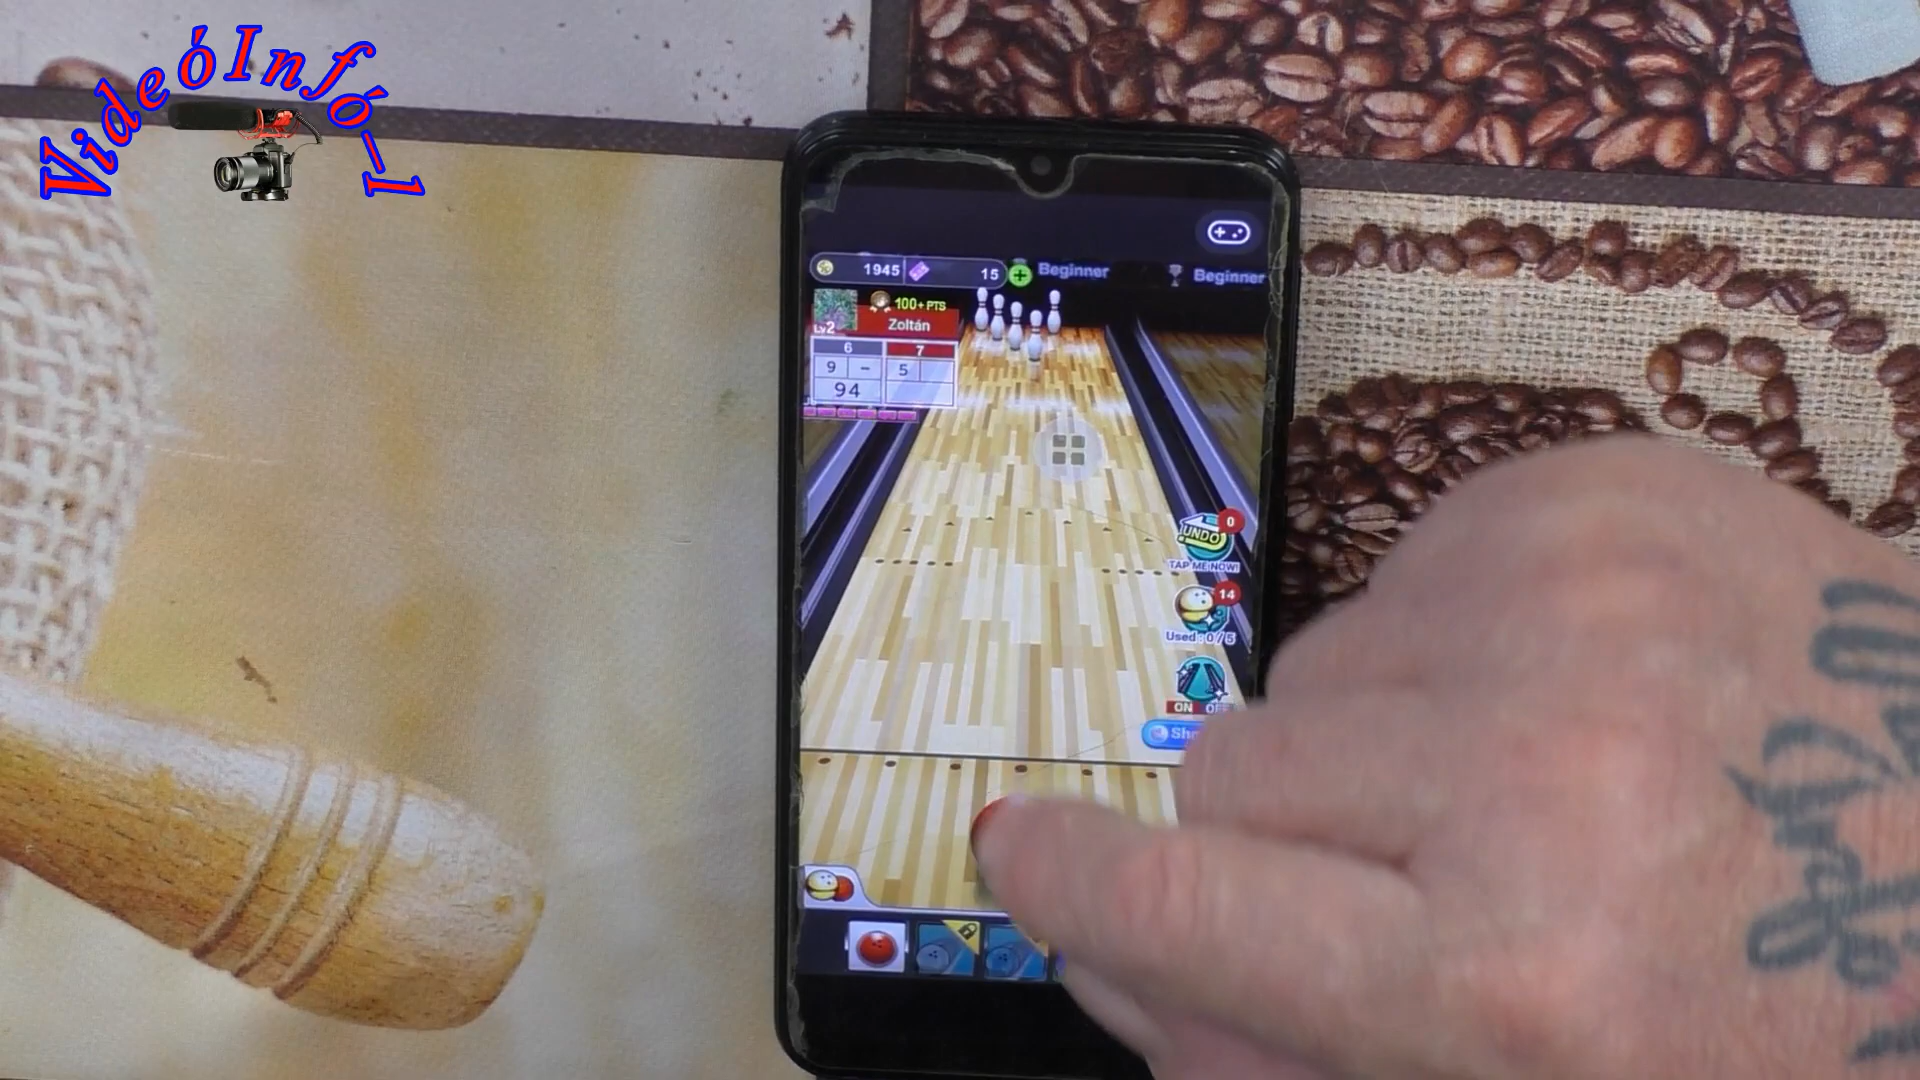 VideóInfó-1
1945 15 Beginner Beginner
100+ PTS
Lv2 Zoltán
6 7
9 – 5
94
0
UNDO
TAP ME NOW!
14
Used : 0 / 5
ON OFF